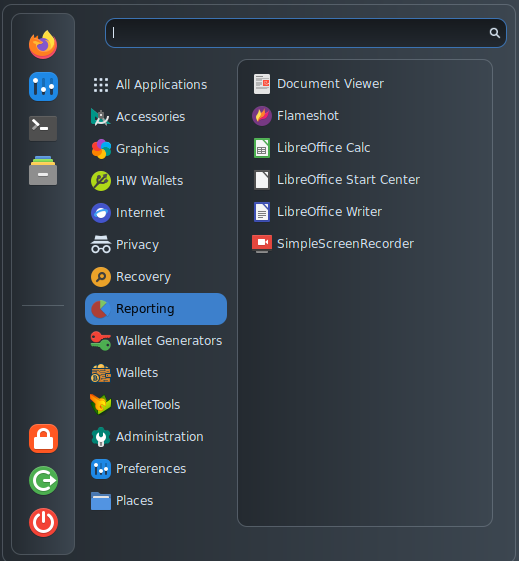 All Applications
Accessories
Graphics
HW Wallets
Internet
Privacy
Recovery
Reporting
Wallet Generators
Wallets
WalletTools
Administration
Preferences
Places
Document Viewer
Flameshot
LibreOffice Calc
LibreOffice Start Center
LibreOffice Writer
SimpleScreenRecorder